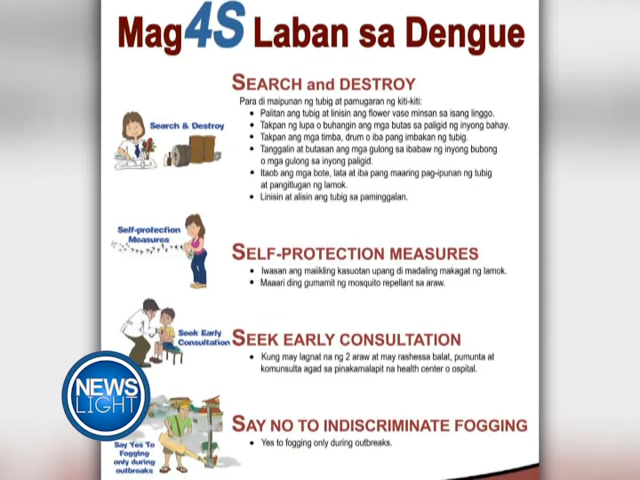 Mag4S Laban sa Dengue
SEARCH and DESTROY
Para di maipunan ng tubig at pamugaran ng kiti-kiti:
• Palitan ang tubig at linisin ang flower vase minsan sa isang linggo.
• Takpan ng lupa o buhangin ang mga butas sa paligid ng inyong bahay.
• Takpan ang mga timba, drum o iba pang imbakan ng tubig.
• Tanggalin at butasan ang mga gulong sa ibabaw ng inyong bubong
o mga gulong sa inyong paligid.
• Itaob ang mga bote, lata at iba pang maaring pag-ipunan ng tubig
at pangitlugan ng lamok.
• Linisin at alisin ang tubig sa paminggalan.
Search & Destroy
Self-protection
Measures
SELF-PROTECTION MEASURES
• Iwasan ang maiikling kasuotan upang di madaling makagat ng lamok.
• Maaari ding gumamit ng mosquito repellant sa araw.
Seek Early
Consultation
SEEK EARLY CONSULTATION
• Kung may lagnat na ng 2 araw at may rashessa balat, pumunta at
komunsulta agad sa pinakamalapit na health center o ospital.
NEWS
LIGHT
SAY NO TO INDISCRIMINATE FOGGING
• Yes to fogging only during outbreaks.
Say Yes To
Fogging
only during
outbreaks